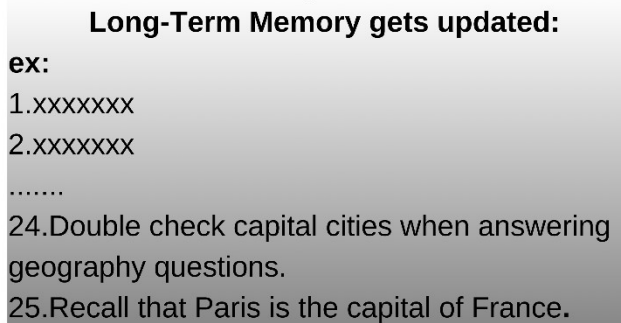 Long-Term Memory gets updated:
ex:
1.xxxxxxx
2.xxxxxxx
.......
24.Double check capital cities when answering
geography questions.
25.Recall that Paris is the capital of France.